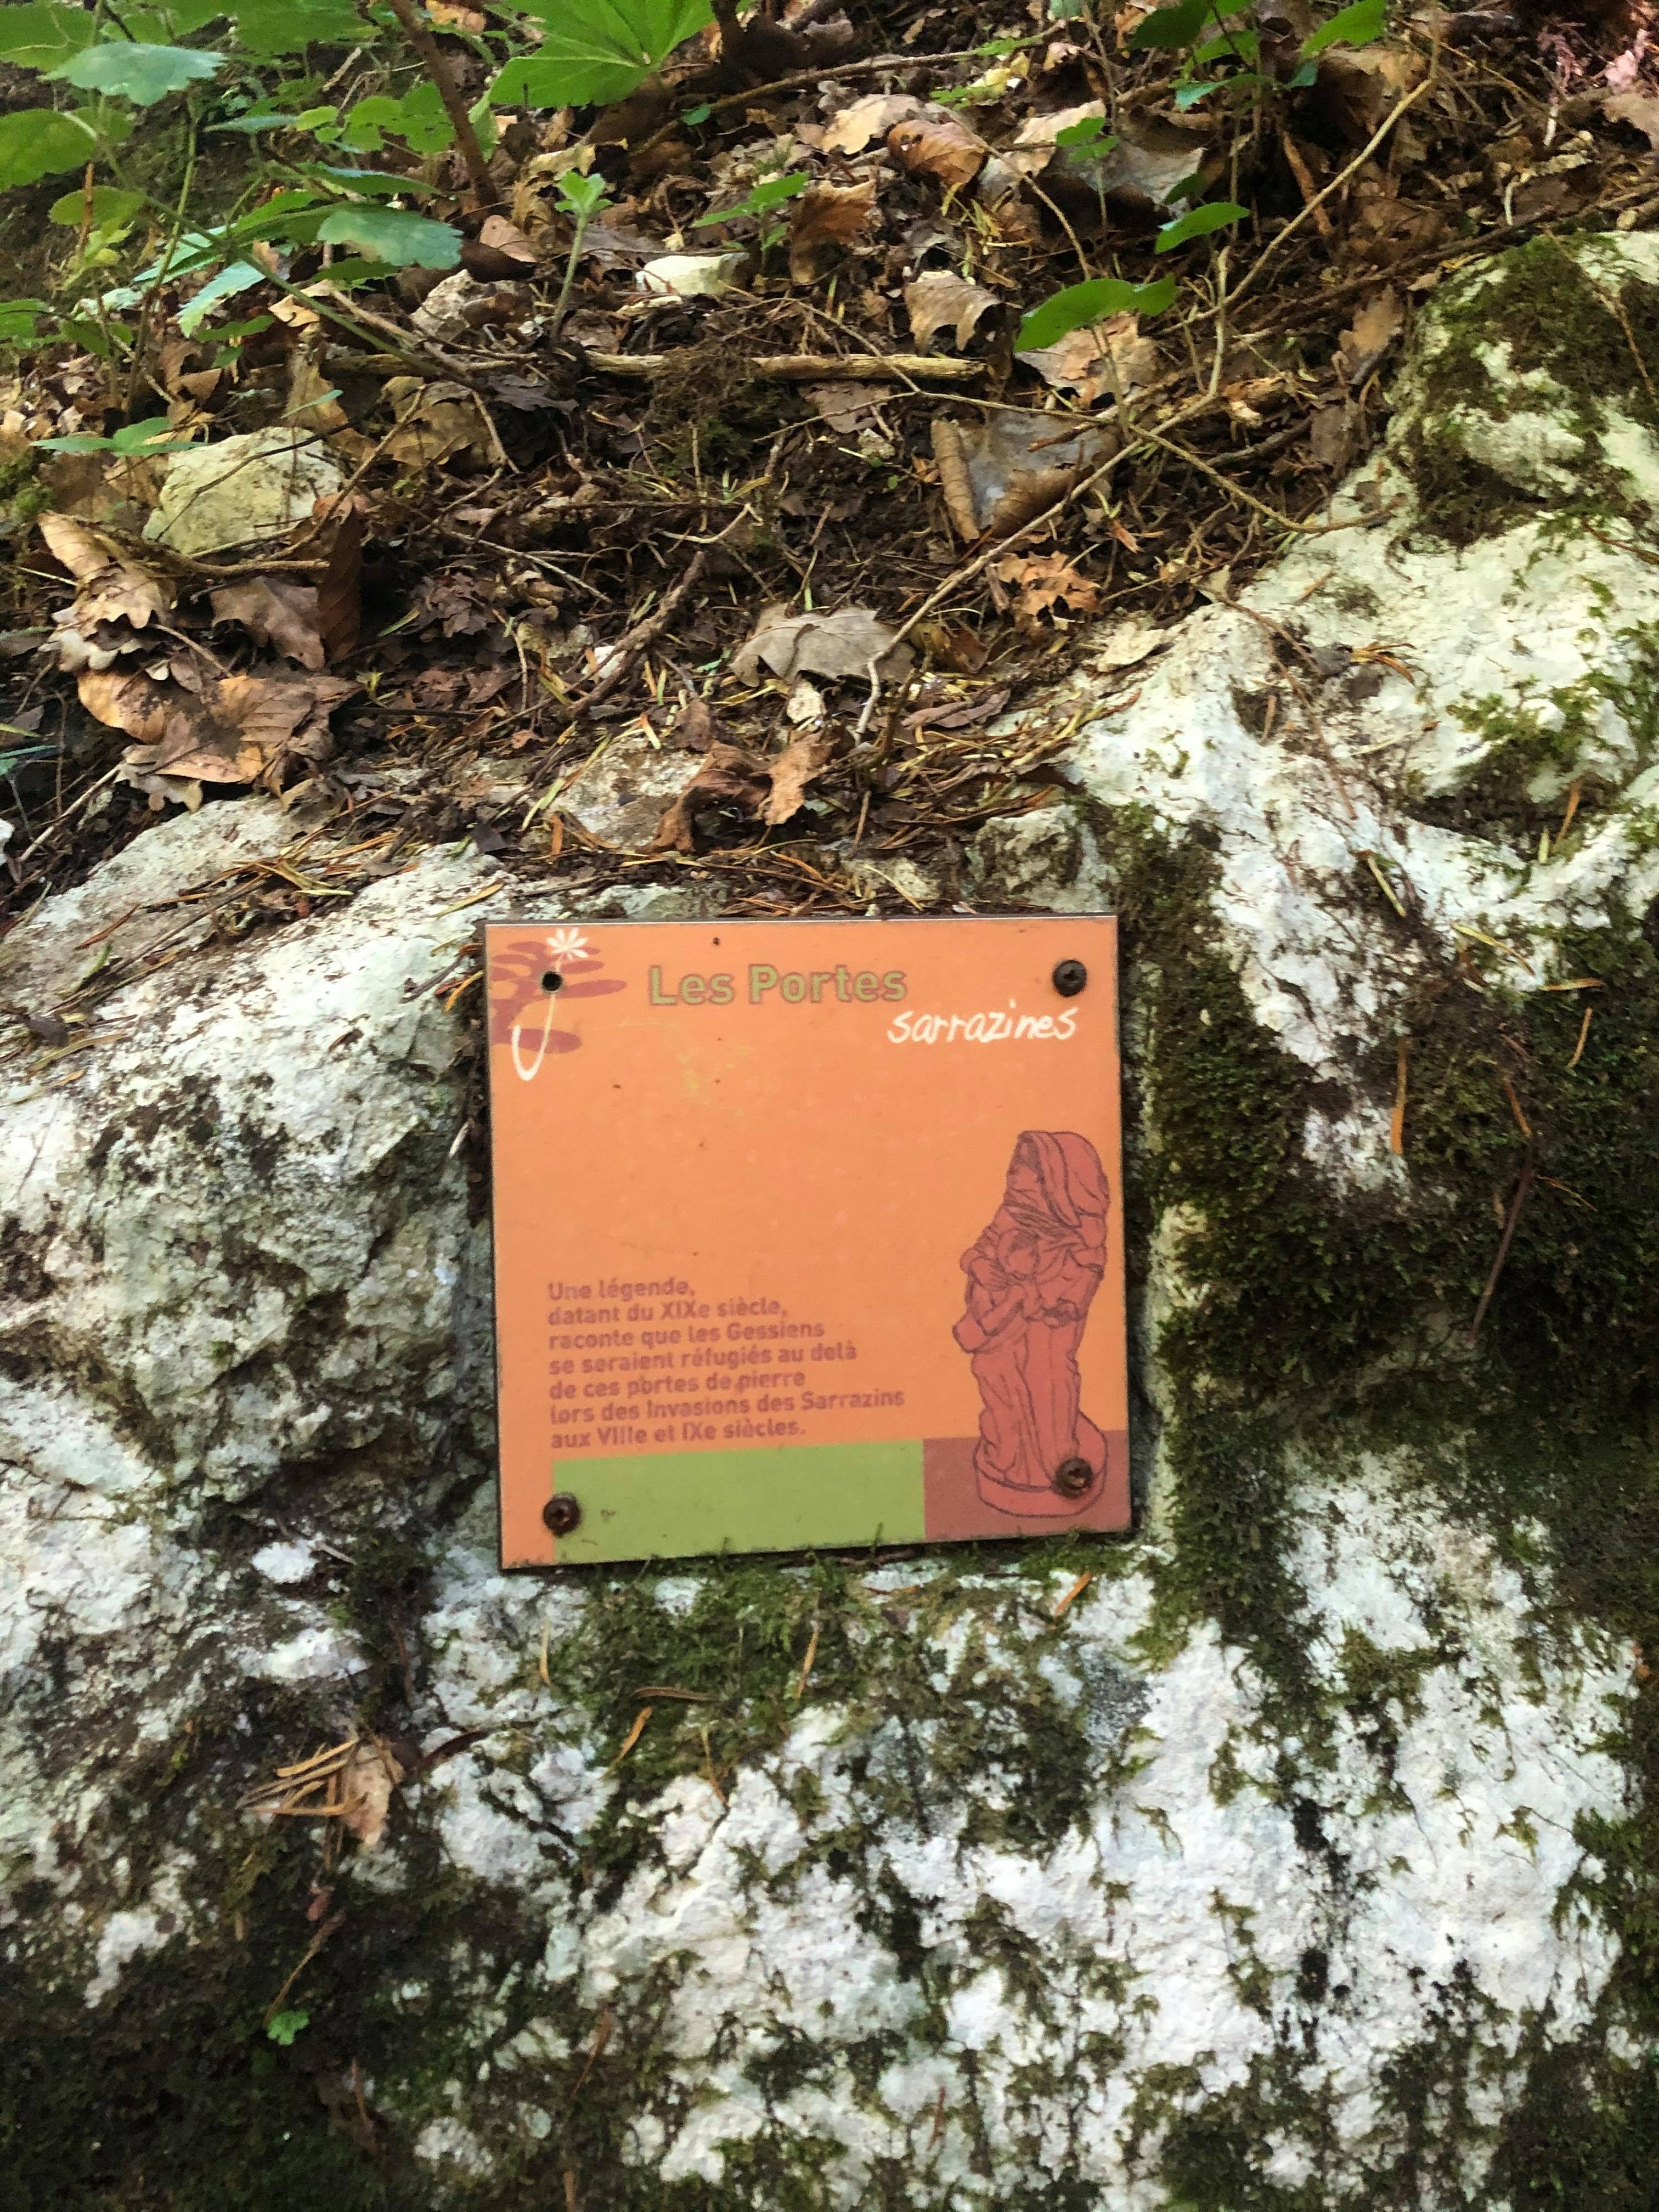 Les Portes
sarrazines
Une légende,
datant du XIXe siècle,
raconte que les Gessiens
se seraient réfugiés au delà
de ces portes de pierre
lors des Invasions des Sarrazins
aux VIIIe et IXe siècles.